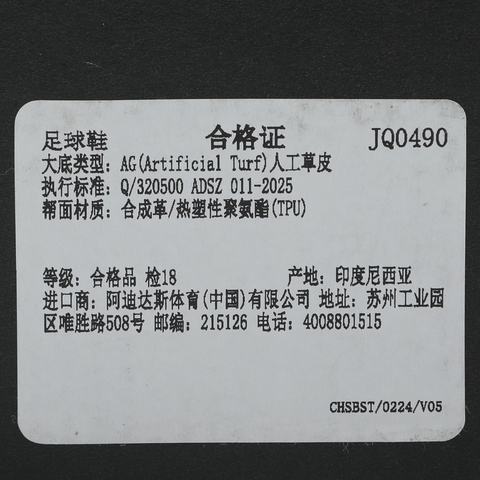 足球鞋 合格证 JQ0490
大底类型: AG(Artificial Turf)人工草皮
执行标准: Q/320500 ADSZ 011-2025
帮面材质: 合成革/热塑性聚氨酯(TPU)
等级: 合格品 检18 产地: 印度尼西亚
进口商: 阿迪达斯体育(中国)有限公司 地址: 苏州工业园
区唯胜路508号 邮编: 215126 电话: 4008801515
CHSBST/0224/V05